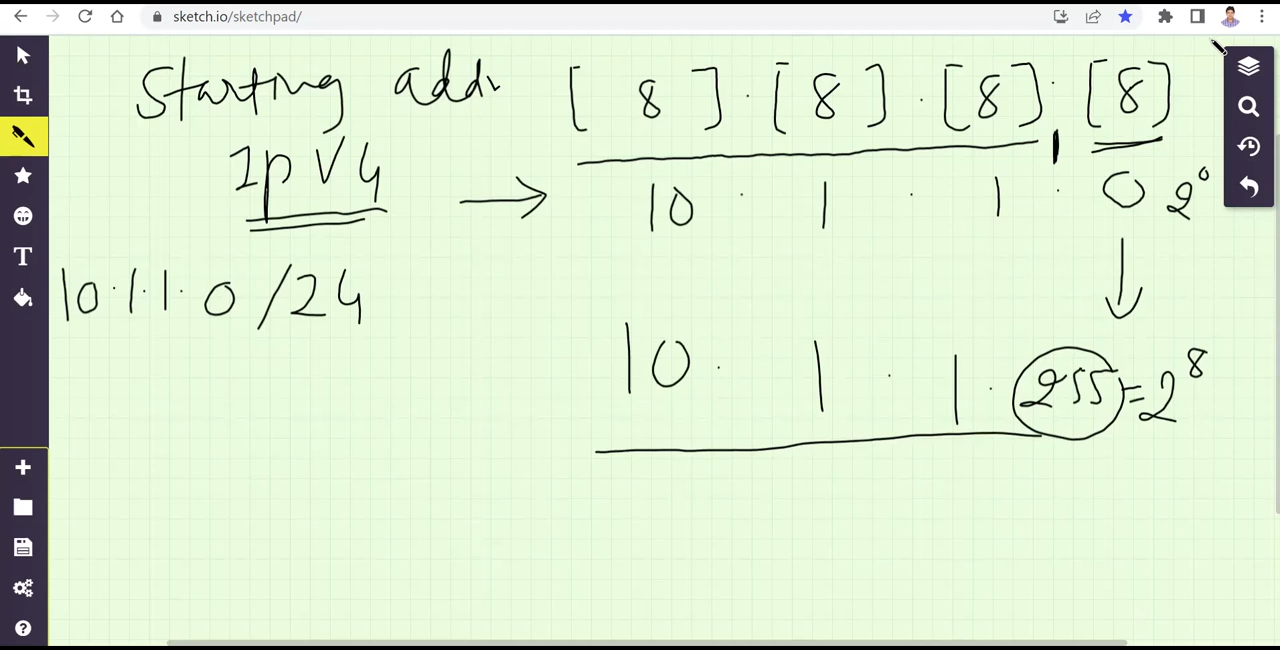 sketch.io/sketchpad/
Starting addr [ 8 ] . [ 8 ] . [ 8 ] . [ 8 ]
IPV4 → 10 . 1 . 1 . 0 2⁰
10.1.1.0 /24
10 . 1 1 . 255 = 2⁸
T
?